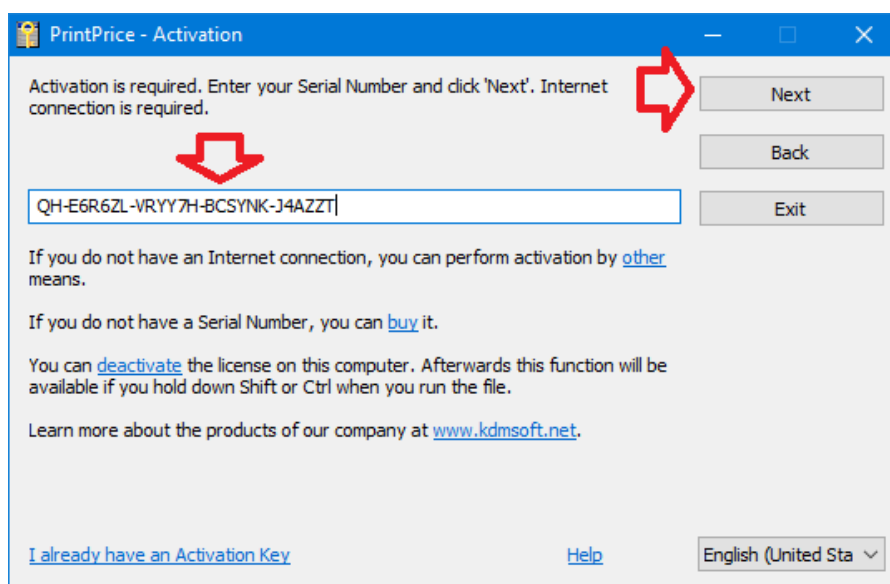 PrintPrice - Activation
Activation is required. Enter your Serial Number and click 'Next'. Internet
connection is required.
Next
Back
QH-E6R6ZL-VRYY7H-BCSYNK-J4AZZT
Exit
If you do not have an Internet connection, you can perform activation by other
means.
If you do not have a Serial Number, you can buy it.
You can deactivate the license on this computer. Afterwards this function will be
available if you hold down Shift or Ctrl when you run the file.
Learn more about the products of our company at www.kdmsoft.net.
I already have an Activation Key
Help
English (United Sta